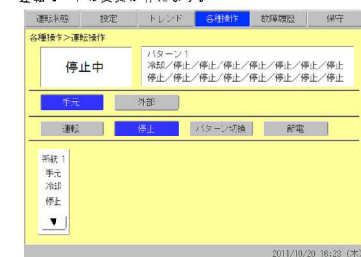 運転状態 設定 トレンド 各種操作 故障履歴 保守
各種操作>運転操作
停止中
パターン1
冷却/停止/停止/停止/停止/停止/停止/停止
停止/停止/停止/停止/停止/停止/停止/停止
手元 外部
運転 停止 パターン切換 節電
系統 1
手元
冷却
停止
▼
2011/10/20 16:23 (木)